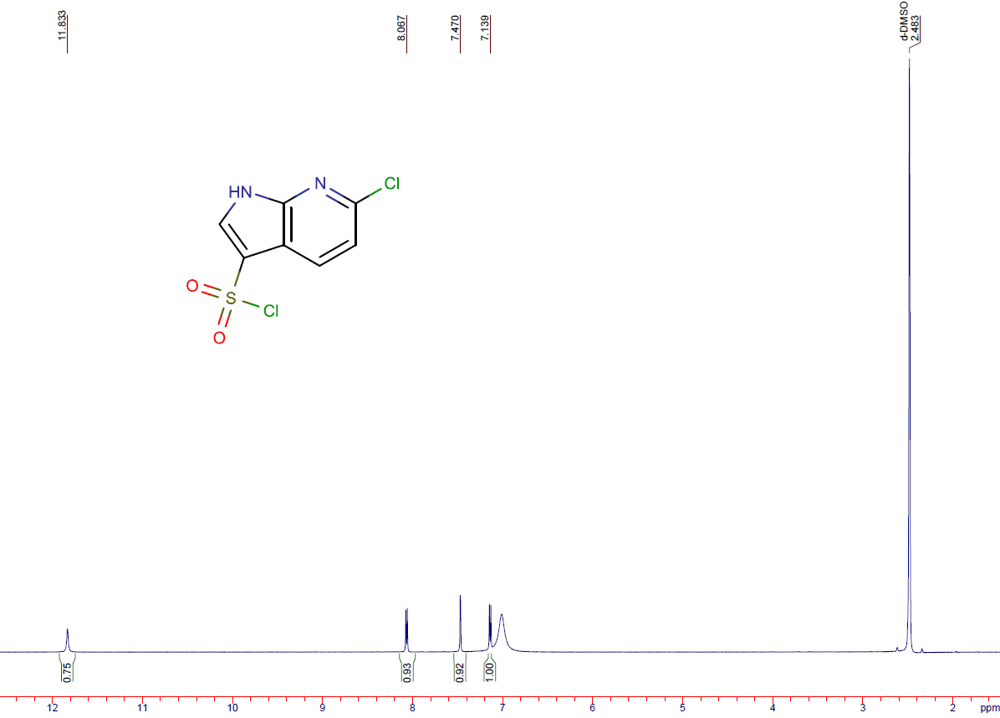 11.833
8.067
7.470
7.139
d-DMSO
2.483
HN
N
Cl
O
S
Cl
O
0.75
0.93
0.92
1.00
12 11 10 9 8 7 6 5 4 3 2 ppm